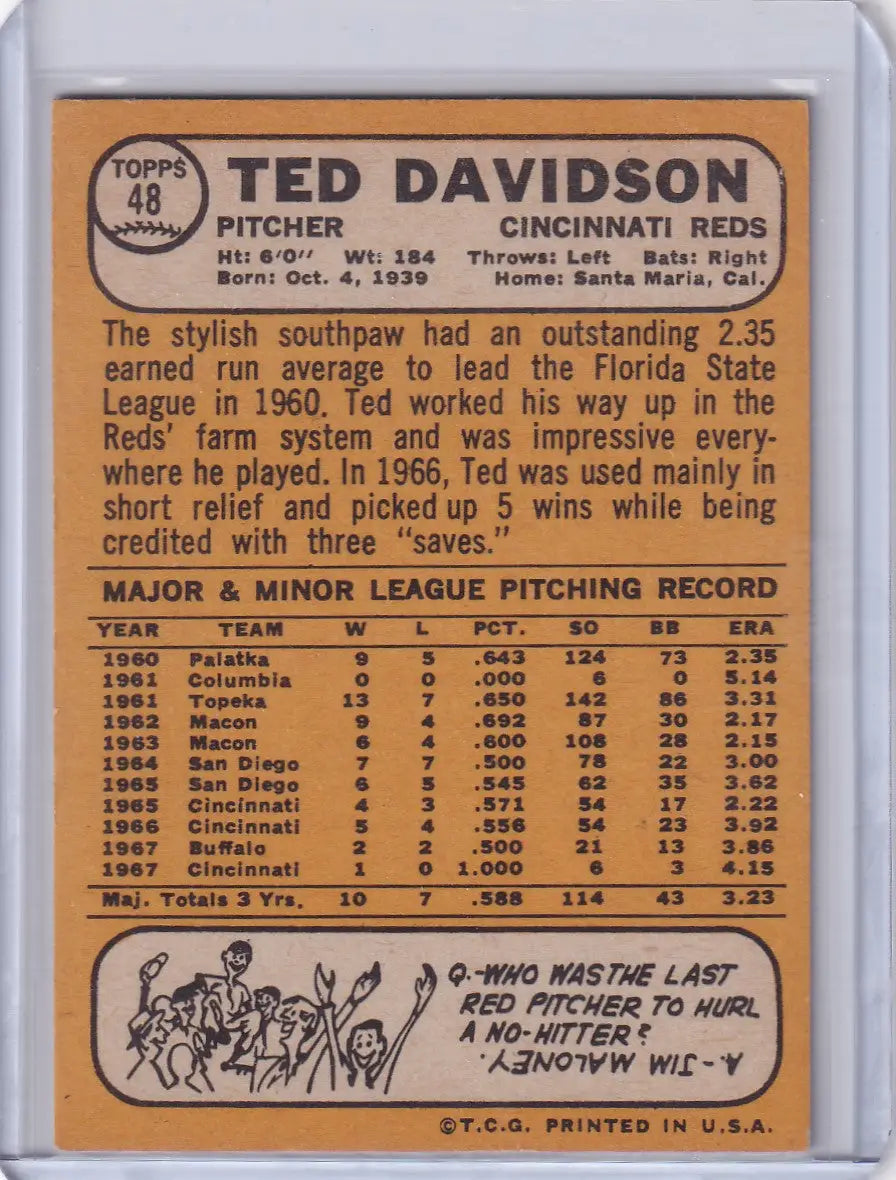 TOPPS
48
TED DAVIDSON
PITCHER CINCINNATI REDS
Ht: 6'0" Wt: 184 Throws: Left Bats: Right
Born: Oct. 4, 1939 Home: Santa Maria, Cal.
The stylish southpaw had an outstanding 2.35
earned run average to lead the Florida State
League in 1960. Ted worked his way up in the
Reds' farm system and was impressive every-
where he played. In 1966, Ted was used mainly in
short relief and picked up 5 wins while being
credited with three "saves."
MAJOR & MINOR LEAGUE PITCHING RECORD
YEAR TEAM W L PCT. SO BB ERA
1960 Palatka 9 5 .643 124 73 2.35
1961 Columbia 0 0 .000 6 0 5.14
1961 Topeka 13 7 .650 142 86 3.31
1962 Macon 9 4 .692 87 30 2.17
1963 Macon 6 4 .600 108 28 2.15
1964 San Diego 7 7 .500 78 22 3.00
1965 San Diego 6 5 .545 62 35 3.62
1965 Cincinnati 4 3 .571 54 17 2.22
1966 Cincinnati 5 4 .556 54 23 3.92
1967 Buffalo 2 2 .500 21 13 3.86
1967 Cincinnati 1 0 1.000 6 3 4.15
Maj. Totals 3 Yrs. 10 7 .588 114 43 3.23
Q.-WHO WAS THE LAST
RED PITCHER TO HURL
A NO-HITTER?
A.- JIM MALONEY.
©T.C.G. PRINTED IN U.S.A.